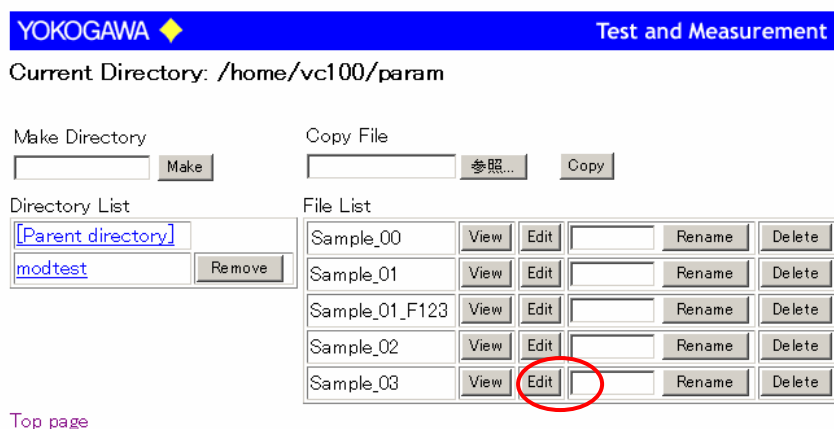 YOKOGAWA Test and Measurement
Current Directory: /home/vc100/param
Make Directory
Make
Copy File
参照... Copy
Directory List
[Parent directory]
modtest Remove
File List
Sample_00 View Edit Rename Delete
Sample_01 View Edit Rename Delete
Sample_01_F123 View Edit Rename Delete
Sample_02 View Edit Rename Delete
Sample_03 View Edit Rename Delete
Top page